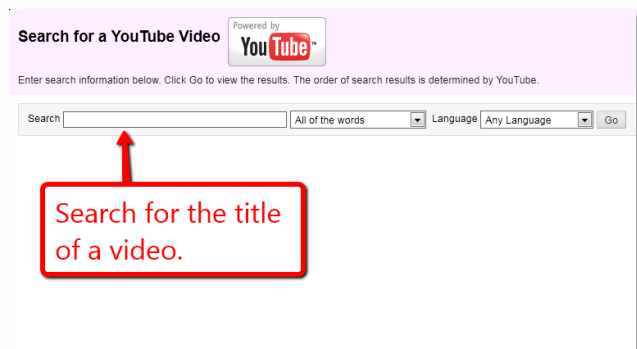 Search for a YouTube Video
Powered by
YouTube™
Enter search information below. Click Go to view the results. The order of search results is determined by YouTube.
Search All of the words Language Any Language Go
Search for the title
of a video.